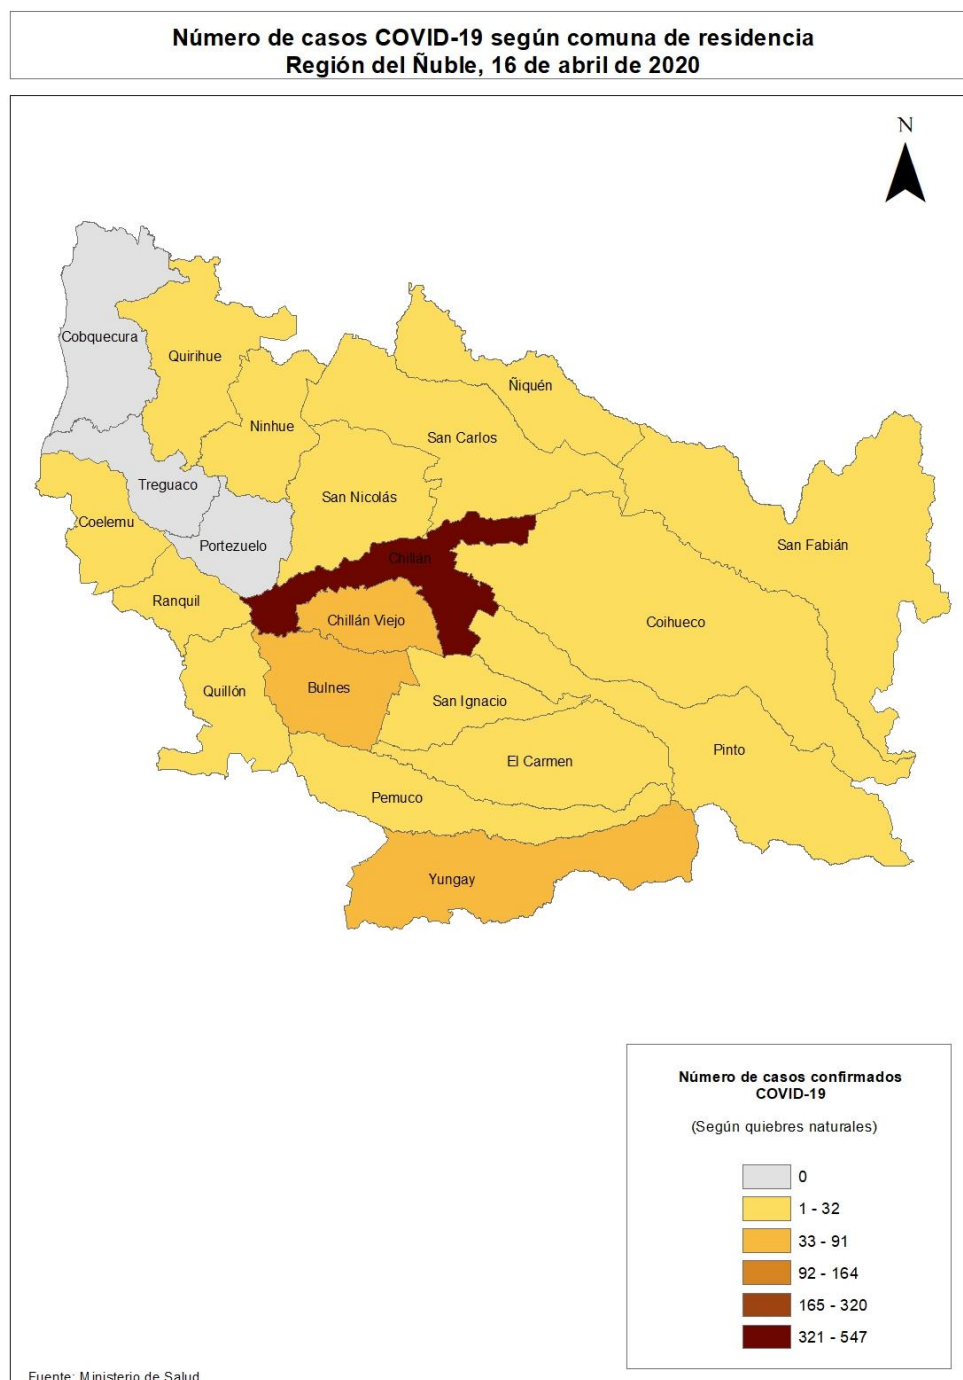 Número de casos COVID-19 según comuna de residencia
Región del Ñuble, 16 de abril de 2020
N
Cobquecura
Quirihue
Ñiquén
Ninhue
San Carlos
Treguaco
San Nicolás
Coelemu
Portezuelo
San Fabián
Chillán
Ranquil
Chillán Viejo
Coihueco
Quillón
Bulnes
San Ignacio
Pinto
El Carmen
Pemuco
Yungay
Número de casos confirmados
COVID-19
(Según quiebres naturales)
0
1 - 32
33 - 91
92 - 164
165 - 320
321 - 547
Fuente: Ministerio de Salud